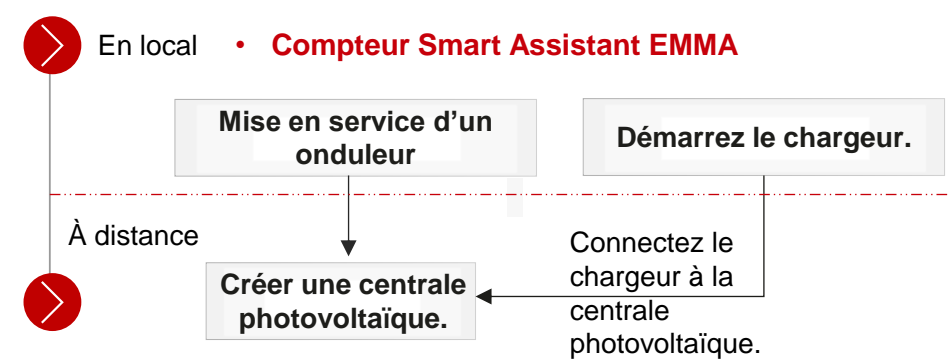 En local • Compteur Smart Assistant EMMA
Mise en service d'un
onduleur
Démarrez le chargeur.
À distance
Créer une centrale
photovoltaïque.
Connectez le
chargeur à la
centrale
photovoltaïque.